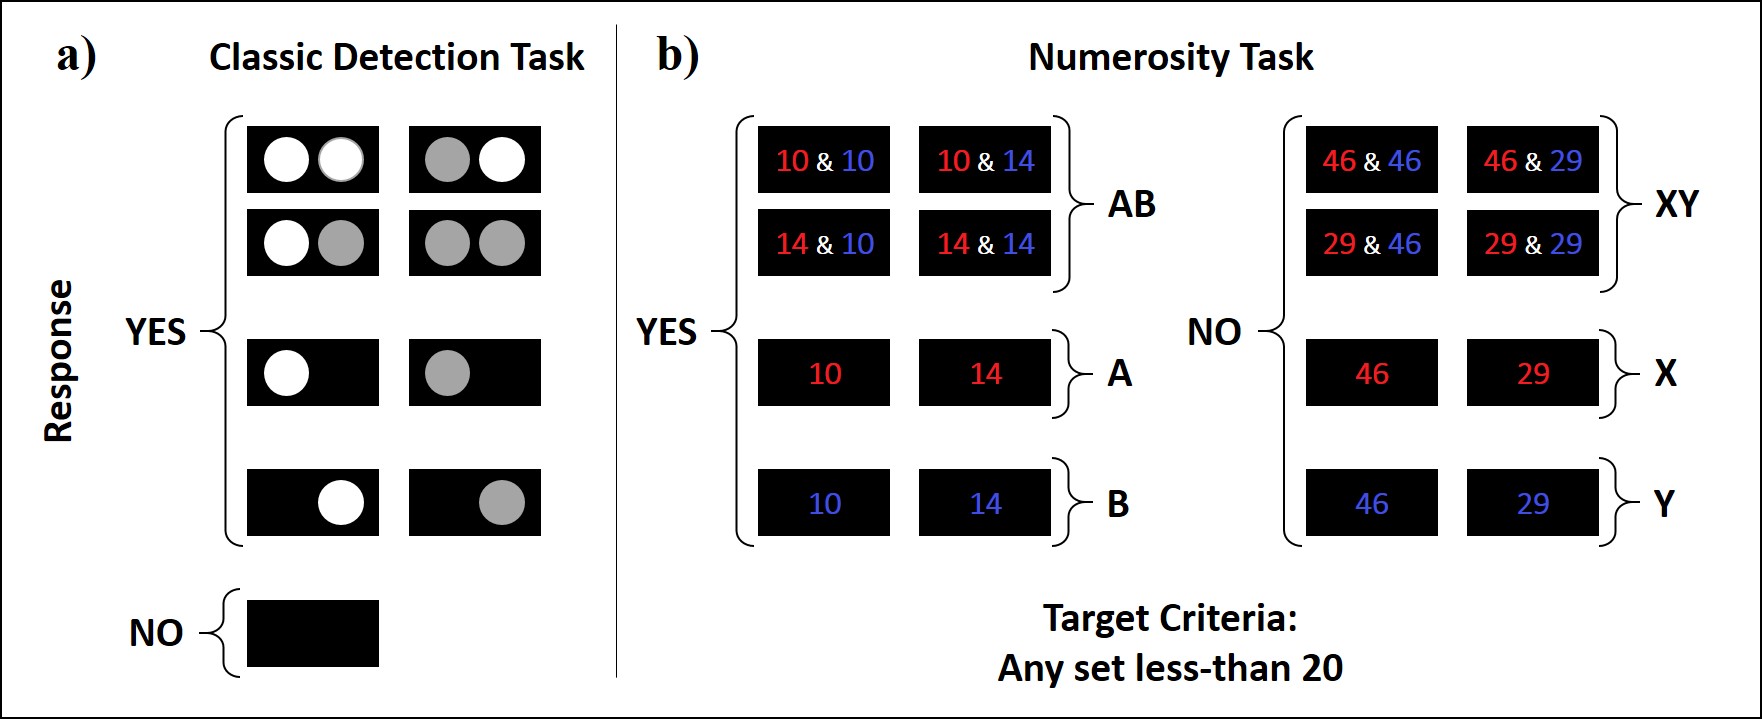 a)
Classic Detection Task
Response
YES
NO
b)
Numerosity Task
YES
10 & 10
10 & 14
14 & 10
14 & 14
AB
10
14
A
10
14
B
NO
46 & 46
46 & 29
29 & 46
29 & 29
XY
46
29
X
46
29
Y
Target Criteria:
Any set less-than 20